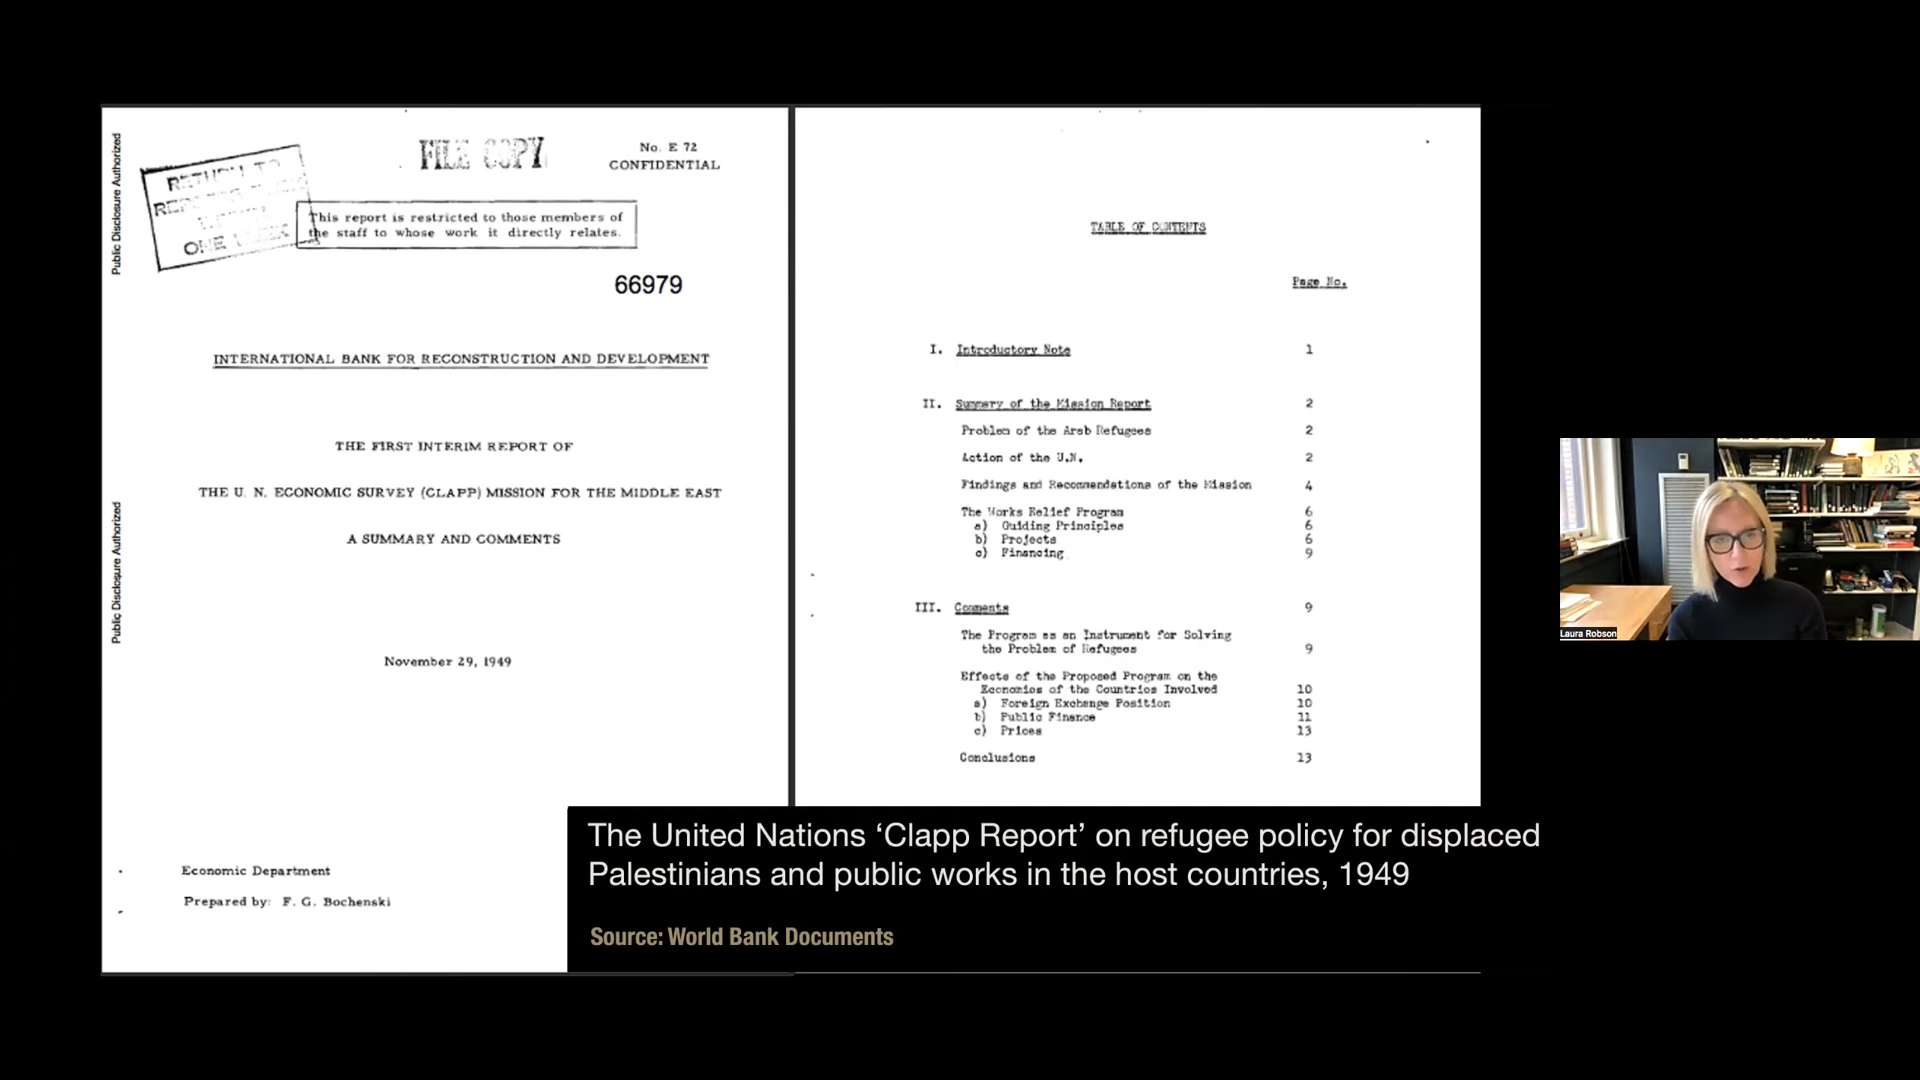 Public Disclosure Authorized
Public Disclosure Authorized
RETURN TO
ONE WEEK
FILE COPY
No. E 72
CONFIDENTIAL
This report is restricted to those members of
the staff to whose work it directly relates.
66979
INTERNATIONAL BANK FOR RECONSTRUCTION AND DEVELOPMENT
THE FIRST INTERIM REPORT OF
THE U. N. ECONOMIC SURVEY (CLAPP) MISSION FOR THE MIDDLE EAST
A SUMMARY AND COMMENTS
November 29, 1949
Economic Department
Prepared by: F. G. Bochenski
TABLE OF CONTENTS
Page No.
I. Introductory Note 1
II. Summary of the Mission Report 2
Problem of the Arab Refugees 2
Action of the U.N. 2
Findings and Recommendations of the Mission 4
The Works Relief Program 6
a) Guiding Principles 6
b) Projects 6
c) Financing 9
III. Comments 9
The Program as an Instrument for Solving
the Problem of Refugees 9
Effects of the Proposed Program on the
Economies of the Countries Involved 10
a) Foreign Exchange Position 10
b) Public Finance 11
c) Prices 13
Conclusions 13
The United Nations ‘Clapp Report’ on refugee policy for displaced
Palestinians and public works in the host countries, 1949
Source: World Bank Documents
Laura Robson